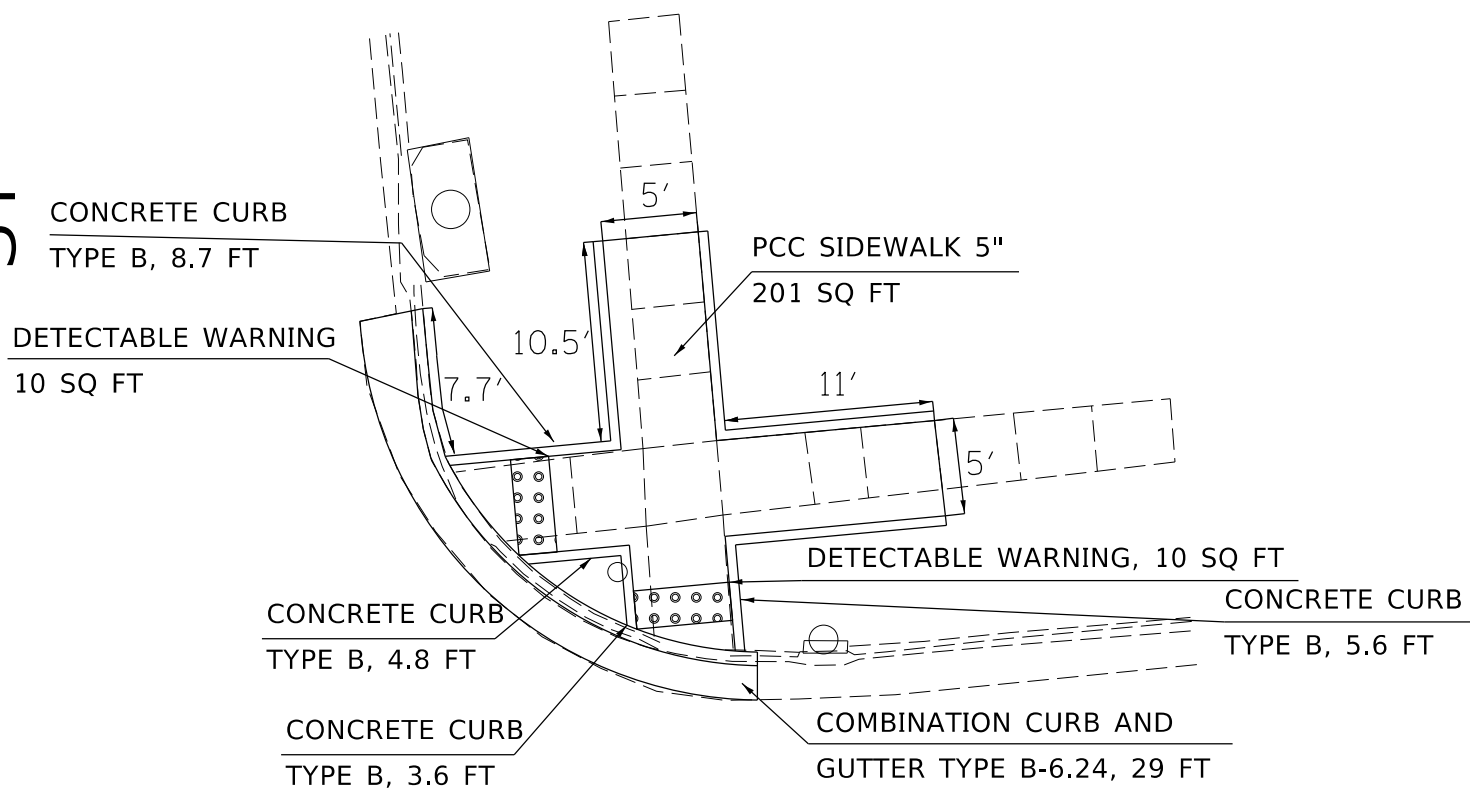 CONCRETE CURB
TYPE B, 8.7 FT
5'
PCC SIDEWALK 5"
201 SQ FT
DETECTABLE WARNING
10 SQ FT
10.5'
7.7'
11'
5'
DETECTABLE WARNING, 10 SQ FT
CONCRETE CURB
TYPE B, 5.6 FT
CONCRETE CURB
TYPE B, 4.8 FT
CONCRETE CURB
TYPE B, 3.6 FT
COMBINATION CURB AND
GUTTER TYPE B-6.24, 29 FT